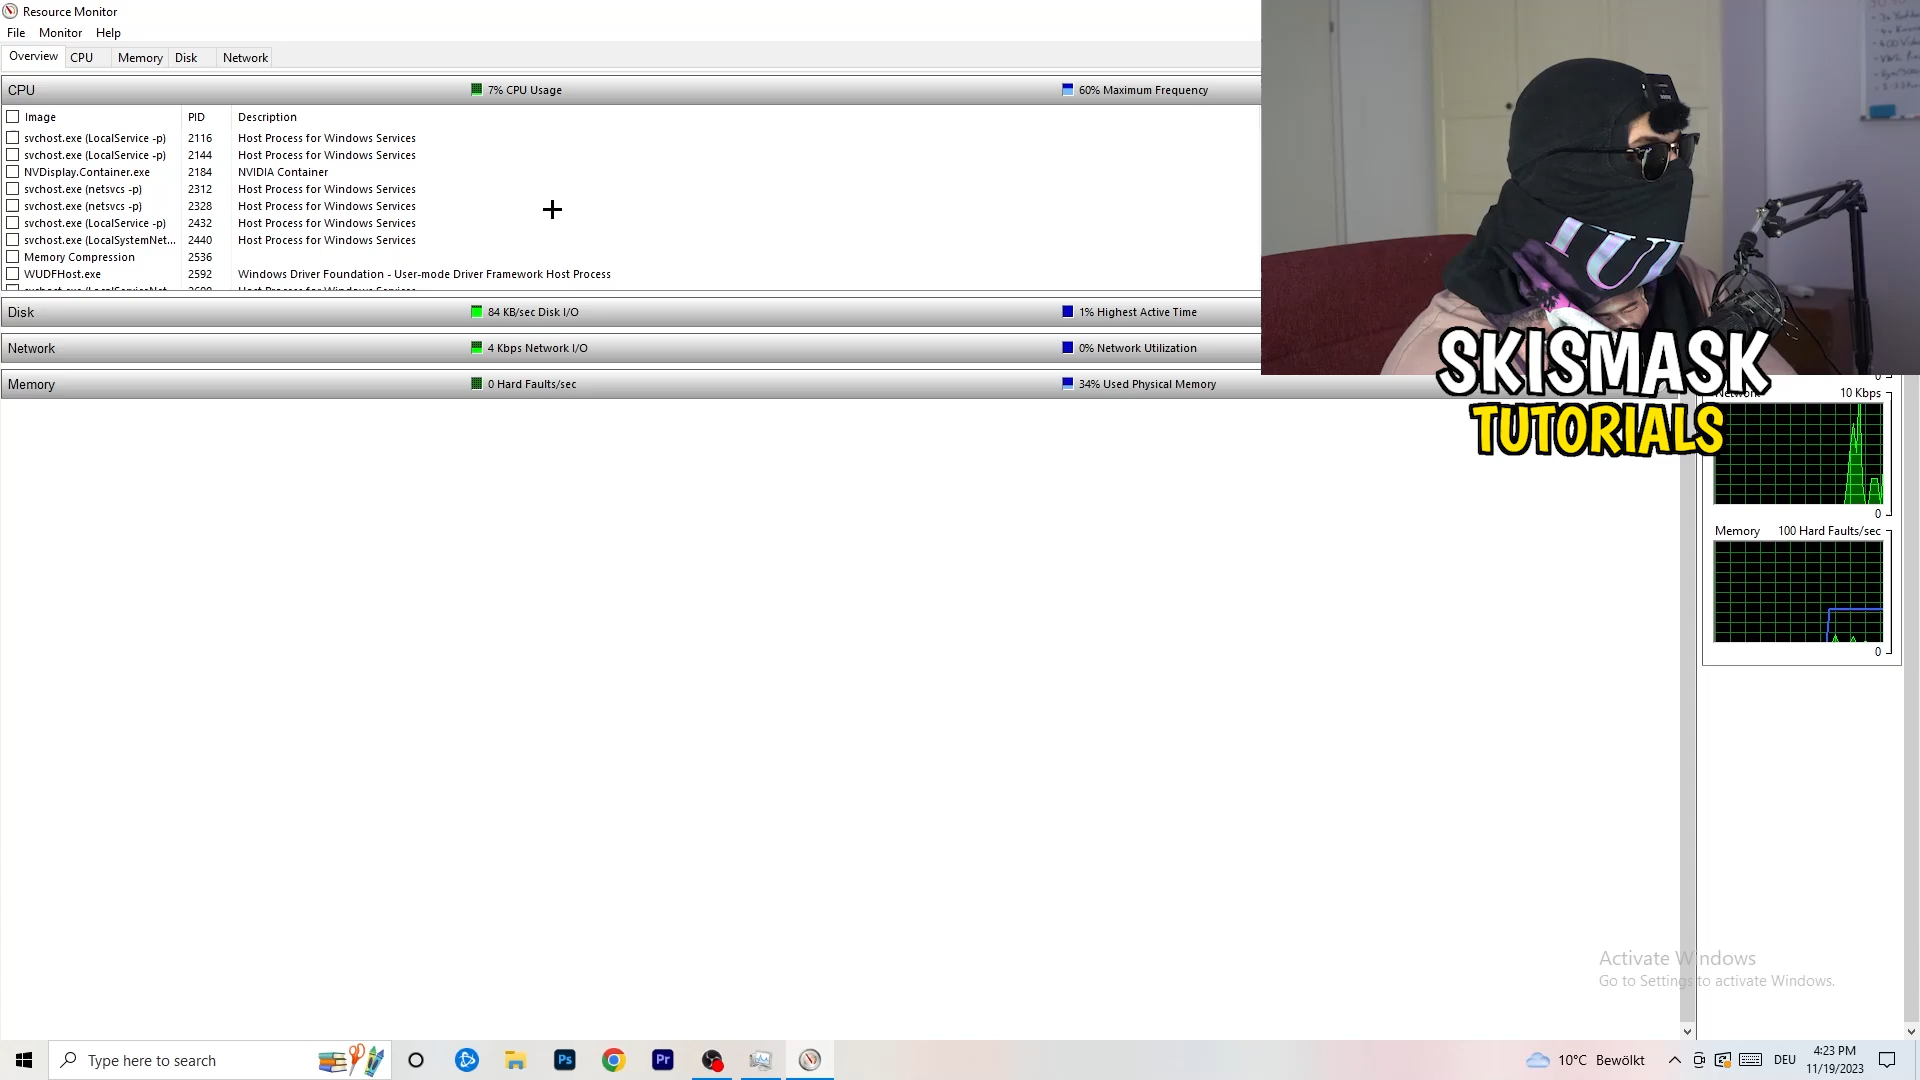 Resource Monitor
File Monitor Help
Overview CPU Memory Disk Network
CPU 7% CPU Usage 60% Maximum Frequency
Image PID Description
svchost.exe (LocalService -p) 2116 Host Process for Windows Services
svchost.exe (LocalService -p) 2144 Host Process for Windows Services
NVDisplay.Container.exe 2184 NVIDIA Container
svchost.exe (netsvcs -p) 2312 Host Process for Windows Services
svchost.exe (netsvcs -p) 2328 Host Process for Windows Services
svchost.exe (LocalService -p) 2432 Host Process for Windows Services
svchost.exe (LocalSystemNet... 2440 Host Process for Windows Services
Memory Compression 2536
WUDFHost.exe 2592 Windows Driver Foundation - User-mode Driver Framework Host Process
Disk 84 KB/sec Disk I/O 1% Highest Active Time
Network 4 Kbps Network I/O 0% Network Utilization
Memory 0 Hard Faults/sec 34% Used Physical Memory
SKISMASK
TUTORIALS
Network 10 Kbps
0
Memory 100 Hard Faults/sec
0
Activate Windows
Go to Settings to activate Windows.
Type here to search
Ps
Pr
10°C Bewölkt
DEU
4:23 PM
11/19/2023